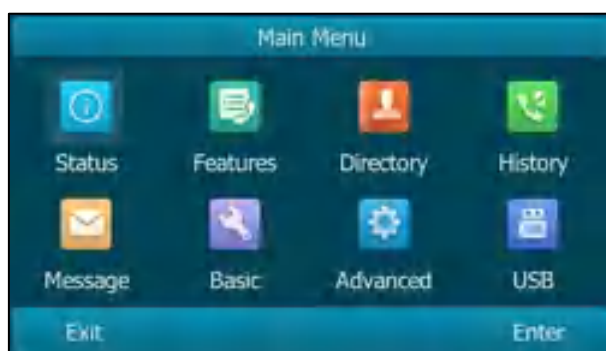 Main Menu
Status Features Directory History
Message Basic Advanced USB
Exit Enter